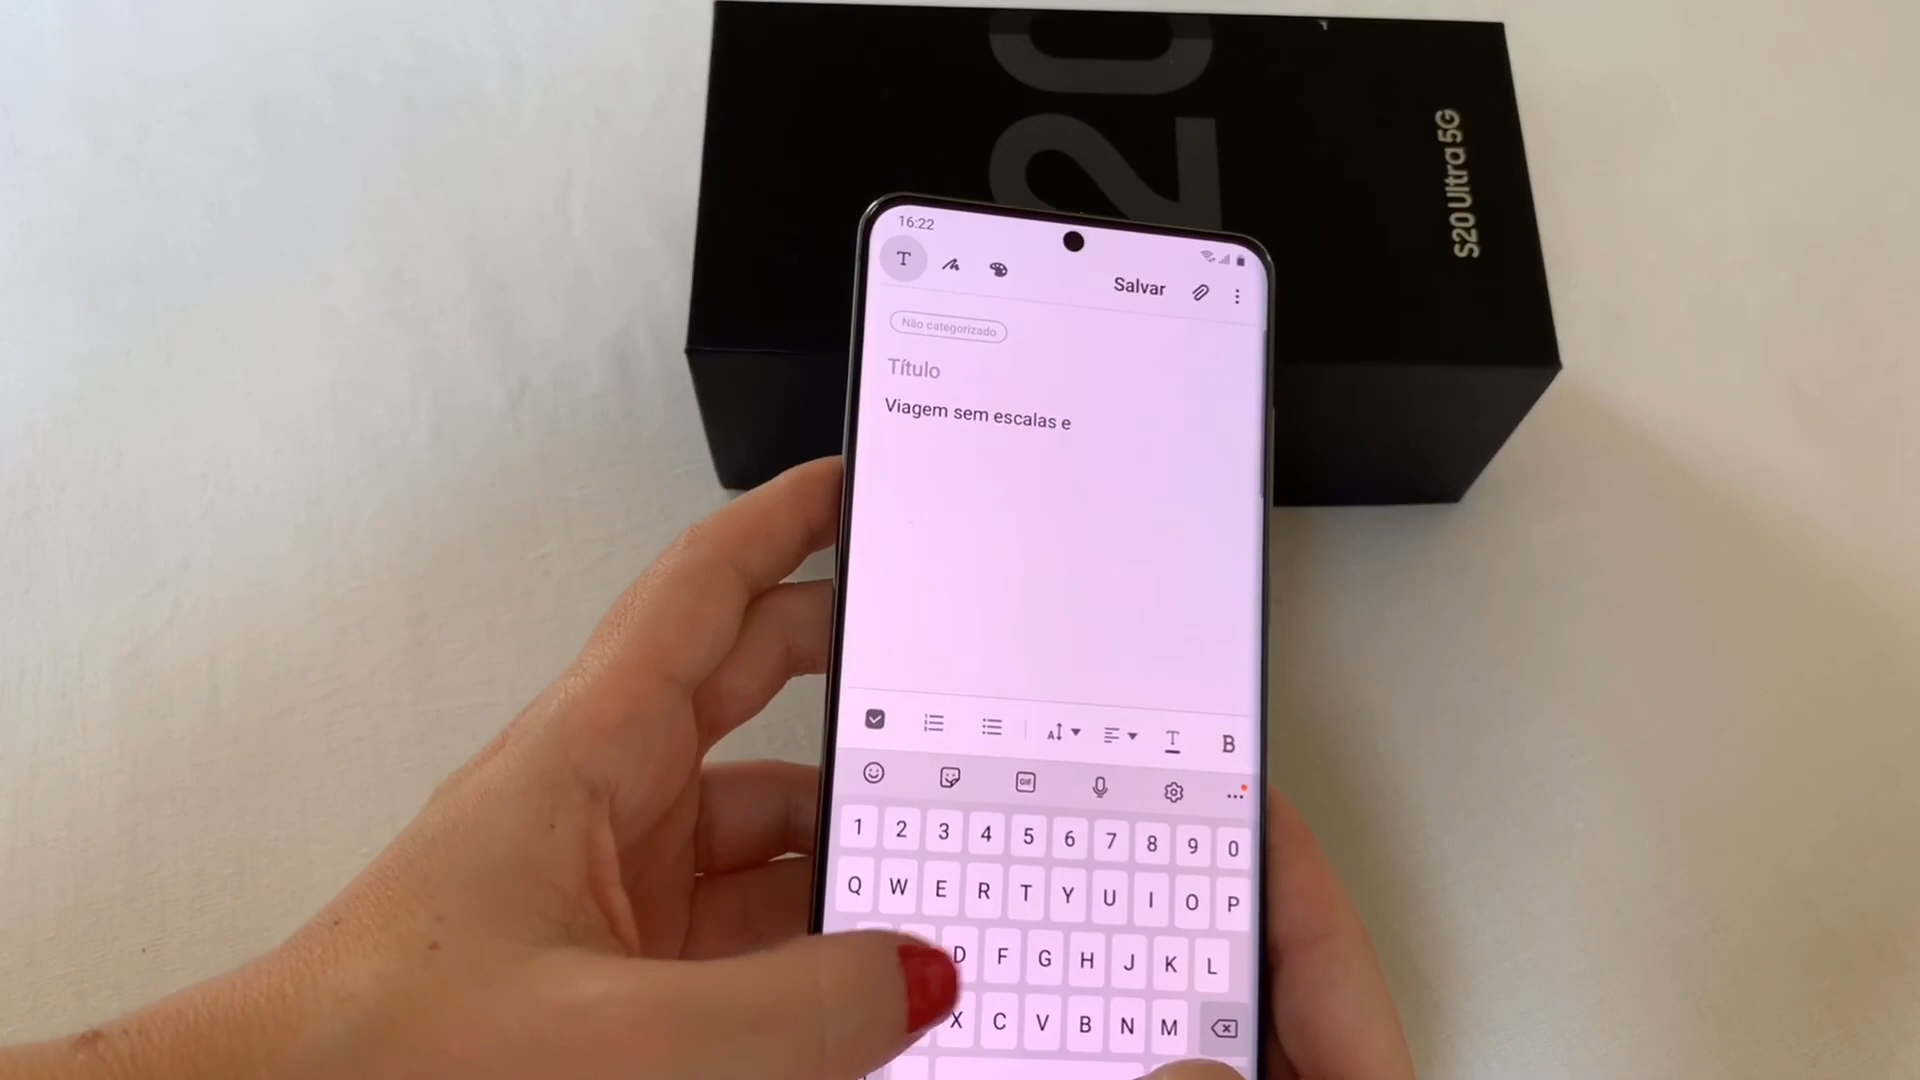 S20
S20 Ultra 5G
16:22
T
Salvar
Não categorizado
Título
Viagem sem escalas e
A
T
B
GIF
1 2 3 4 5 6 7 8 9 0
Q W E R T Y U I O P
D F G H J K L
X C V B N M